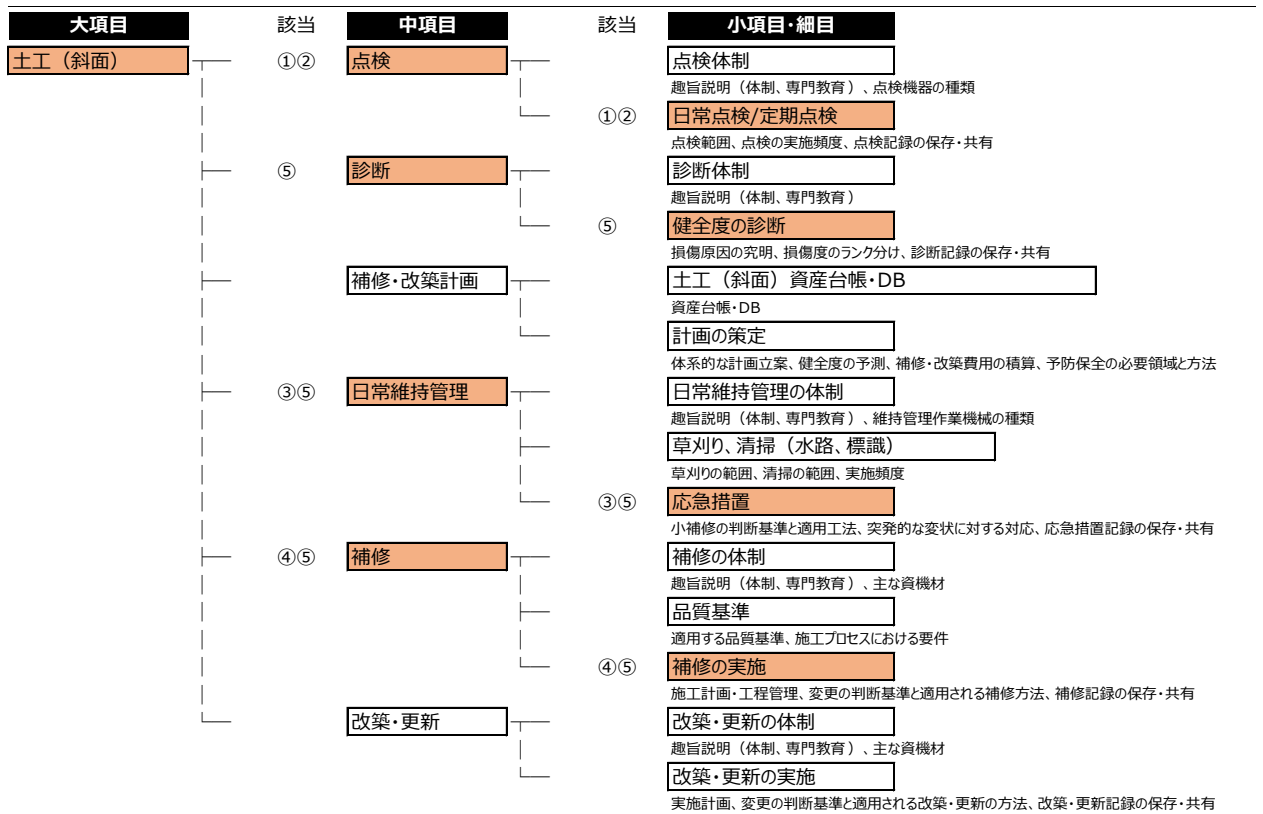 大項目 該当 中項目 該当 小項目・細目
土工（斜面） ①② 点検 点検体制
趣旨説明（体制、専門教育）、点検機器の種類
①② 日常点検/定期点検
点検範囲、点検の実施頻度、点検記録の保存・共有
⑤ 診断 診断体制
趣旨説明（体制、専門教育）
⑤ 健全度の診断
損傷原因の究明、損傷度のランク分け、診断記録の保存・共有
補修・改築計画 土工（斜面）資産台帳・DB
資産台帳・DB
計画の策定
体系的な計画立案、健全度の予測、補修・改築費用の積算、予防保全の必要領域と方法
③⑤ 日常維持管理 日常維持管理の体制
趣旨説明（体制、専門教育）、維持管理作業機械の種類
草刈り、清掃（水路、標識）
草刈りの範囲、清掃の範囲、実施頻度
③⑤ 応急措置
小補修の判断基準と適用工法、突発的な変状に対する対応、応急措置記録の保存・共有
④⑤ 補修 補修の体制
趣旨説明（体制、専門教育）、主な資機材
品質基準
適用する品質基準、施工プロセスにおける要件
④⑤ 補修の実施
施工計画・工程管理、変更の判断基準と適用される補修方法、補修記録の保存・共有
改築・更新 改築・更新の体制
趣旨説明（体制、専門教育）、主な資機材
改築・更新の実施
実施計画、変更の判断基準と適用される改築・更新の方法、改築・更新記録の保存・共有